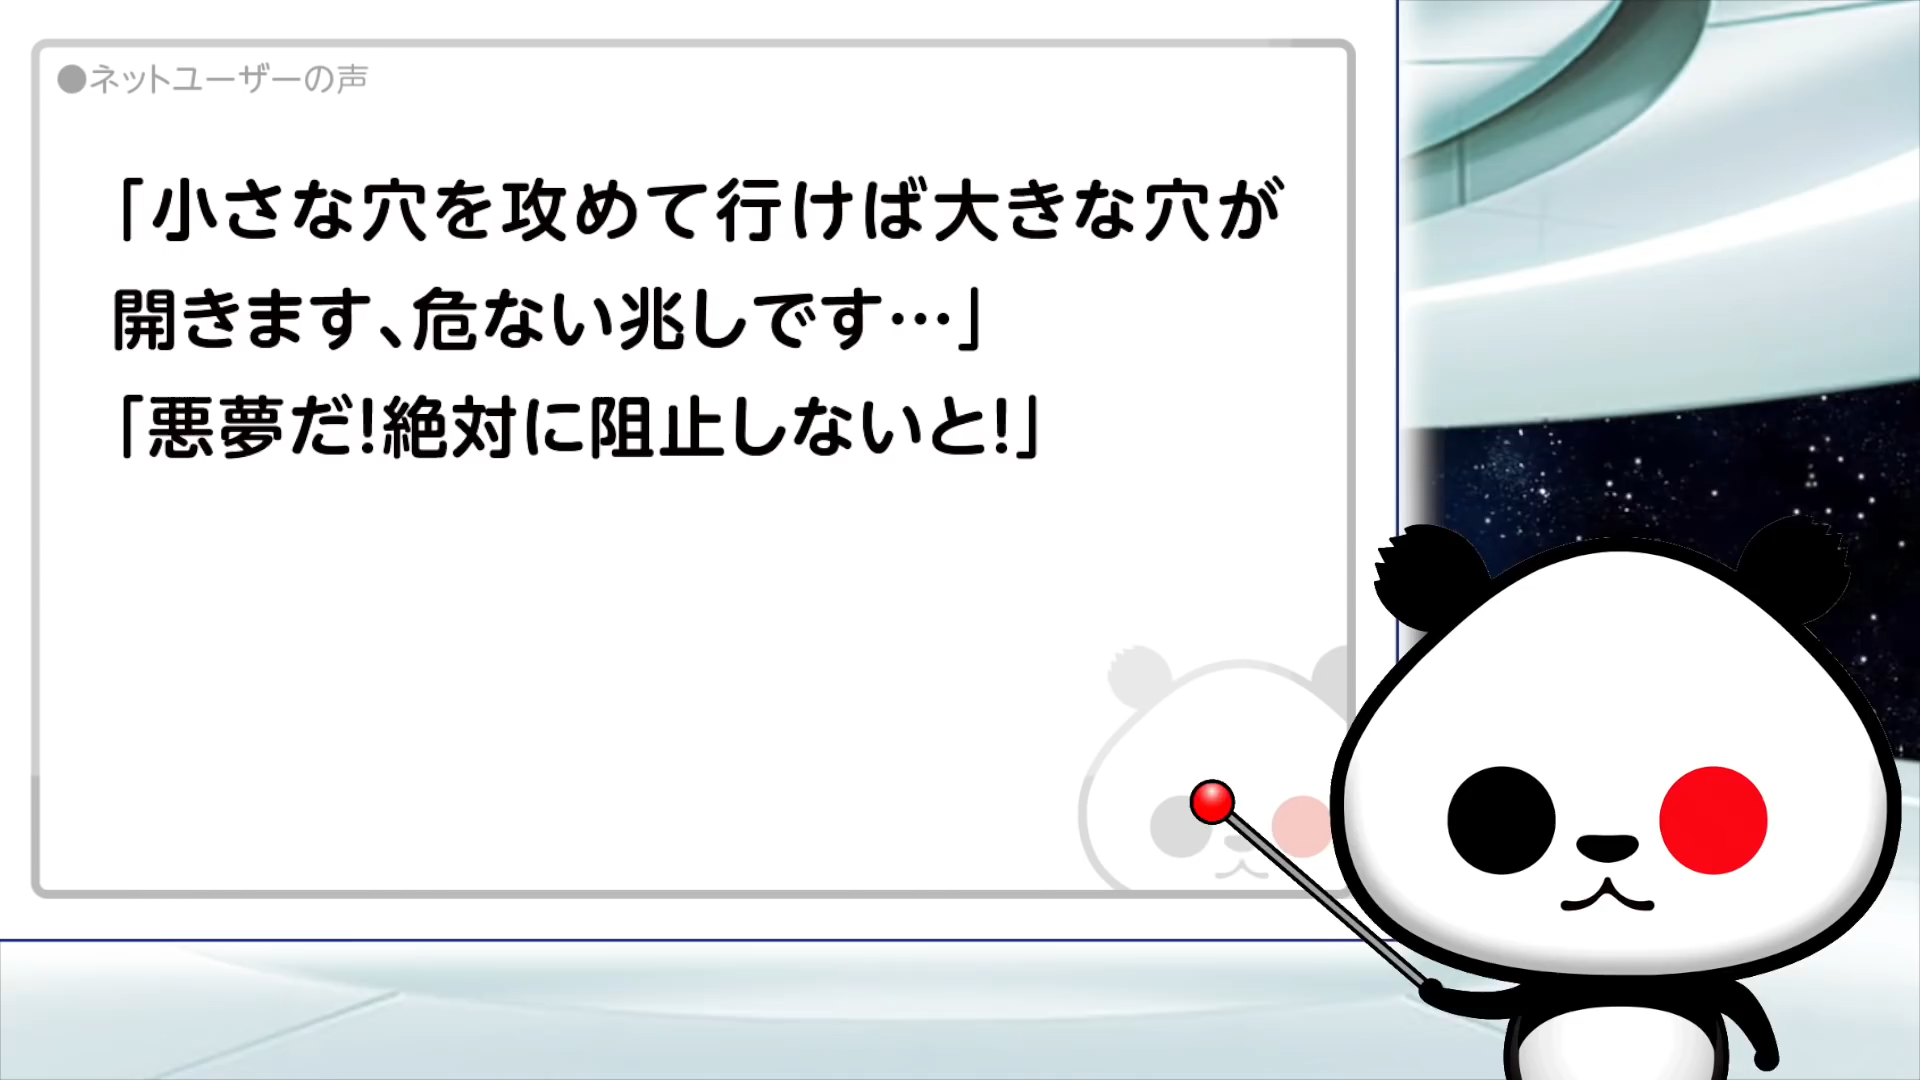 ●ネットユーザーの声
「小さな穴を攻めて行けば大きな穴が
開きます、危ない兆しです…」
「悪夢だ!絶対に阻止しないと!」